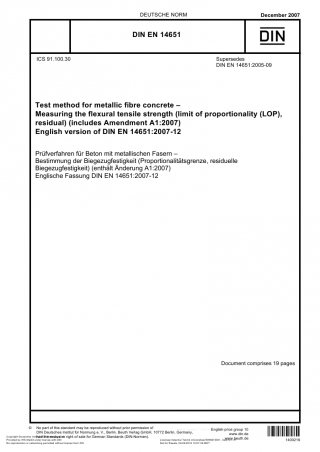 DEUTSCHE NORM
December 2007
DIN EN 14651
DIN
ICS 91.100.30
Supersedes
DIN EN 14651:2005-09
Test method for metallic fibre concrete –
Measuring the flexural tensile strength (limit of proportionality (LOP),
residual) (includes Amendment A1:2007)
English version of DIN EN 14651:2007-12
Prüfverfahren für Beton mit metallischen Fasern –
Bestimmung der Biegezugfestigkeit (Proportionalitätsgrenze, residuelle
Biegezugfestigkeit) (enthält Änderung A1:2007)
Englische Fassung DIN EN 14651:2007-12
Document comprises 19 pages
No part of this standard may be reproduced without prior permission of
DIN Deutsches Institut für Normung e. V., Berlin. Beuth Verlag GmbH, 10772 Berlin, Germany,
has the exclusive right of sale for German Standards (DIN-Normen).
English price group 10
www.din.de
www.beuth.de